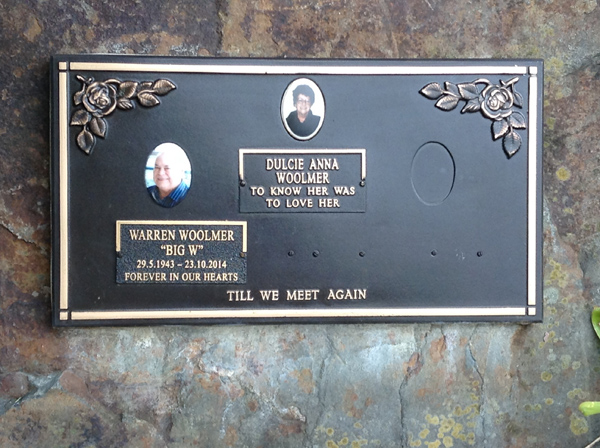 DULCIE ANNA
WOOLMER
TO KNOW HER WAS
TO LOVE HER
WARREN WOOLMER
"BIG W"
29.5.1943 – 23.10.2014
FOREVER IN OUR HEARTS
TILL WE MEET AGAIN